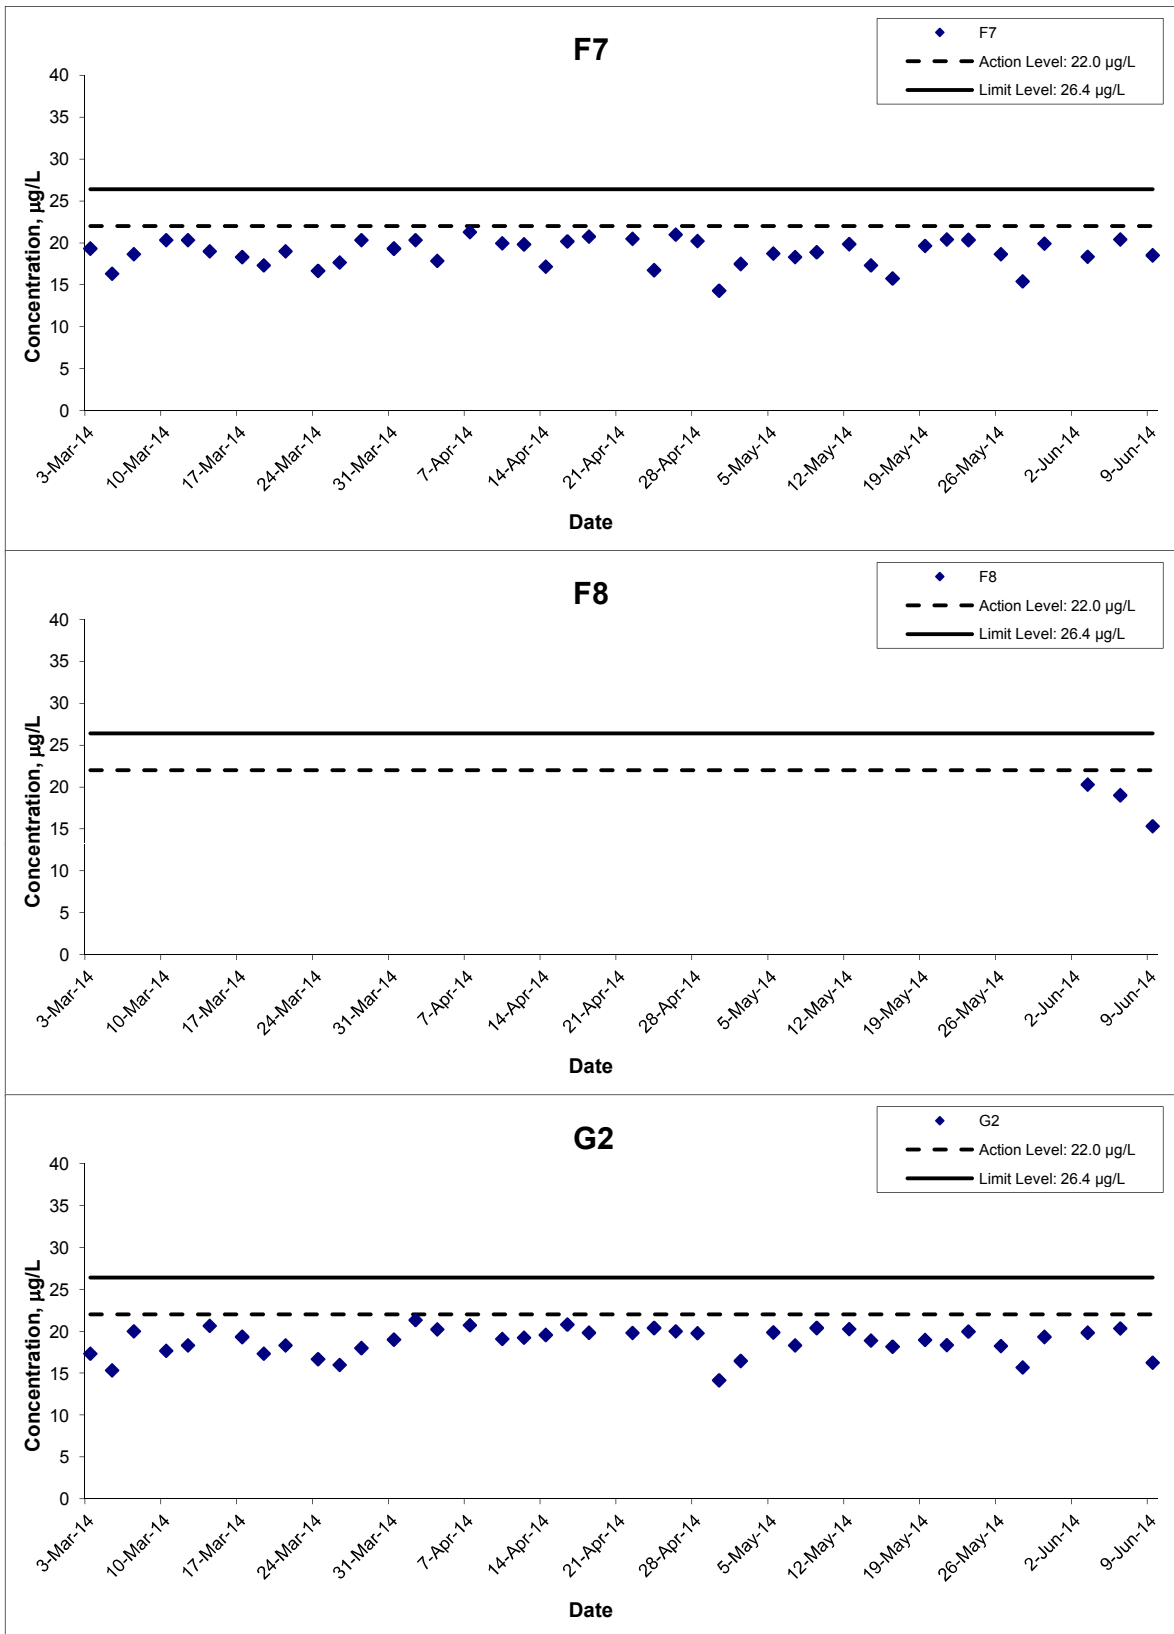 F7
F7
Action Level: 22.0 µg/L
Limit Level: 26.4 µg/L
Concentration, µg/L
40
35
30
25
20
15
10
5
0
3-Mar-14
10-Mar-14
17-Mar-14
24-Mar-14
31-Mar-14
7-Apr-14
14-Apr-14
21-Apr-14
28-Apr-14
5-May-14
12-May-14
19-May-14
26-May-14
2-Jun-14
9-Jun-14
Date
F8
F8
Action Level: 22.0 µg/L
Limit Level: 26.4 µg/L
Concentration, µg/L
40
35
30
25
20
15
10
5
0
3-Mar-14
10-Mar-14
17-Mar-14
24-Mar-14
31-Mar-14
7-Apr-14
14-Apr-14
21-Apr-14
28-Apr-14
5-May-14
12-May-14
19-May-14
26-May-14
2-Jun-14
9-Jun-14
Date
G2
G2
Action Level: 22.0 µg/L
Limit Level: 26.4 µg/L
Concentration, µg/L
40
35
30
25
20
15
10
5
0
3-Mar-14
10-Mar-14
17-Mar-14
24-Mar-14
31-Mar-14
7-Apr-14
14-Apr-14
21-Apr-14
28-Apr-14
5-May-14
12-May-14
19-May-14
26-May-14
2-Jun-14
9-Jun-14
Date